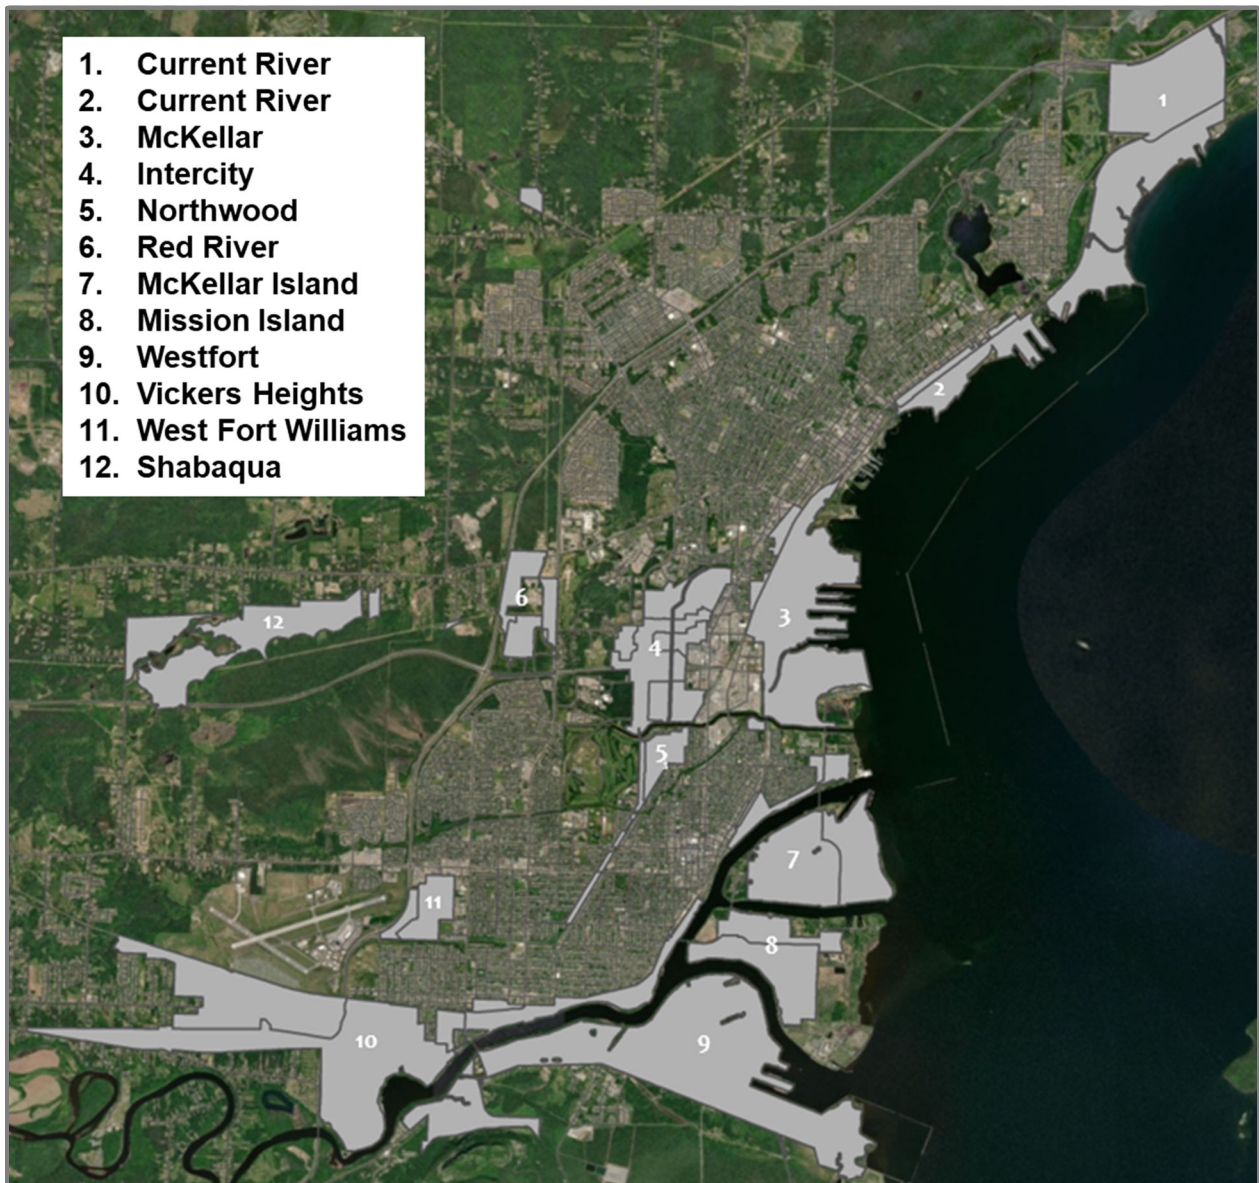 1. Current River
2. Current River
3. McKellar
4. Intercity
5. Northwood
6. Red River
7. McKellar Island
8. Mission Island
9. Westfort
10. Vickers Heights
11. West Fort Williams
12. Shabaqua
1
2
6
3
12
4
5
7
11
8
10
9